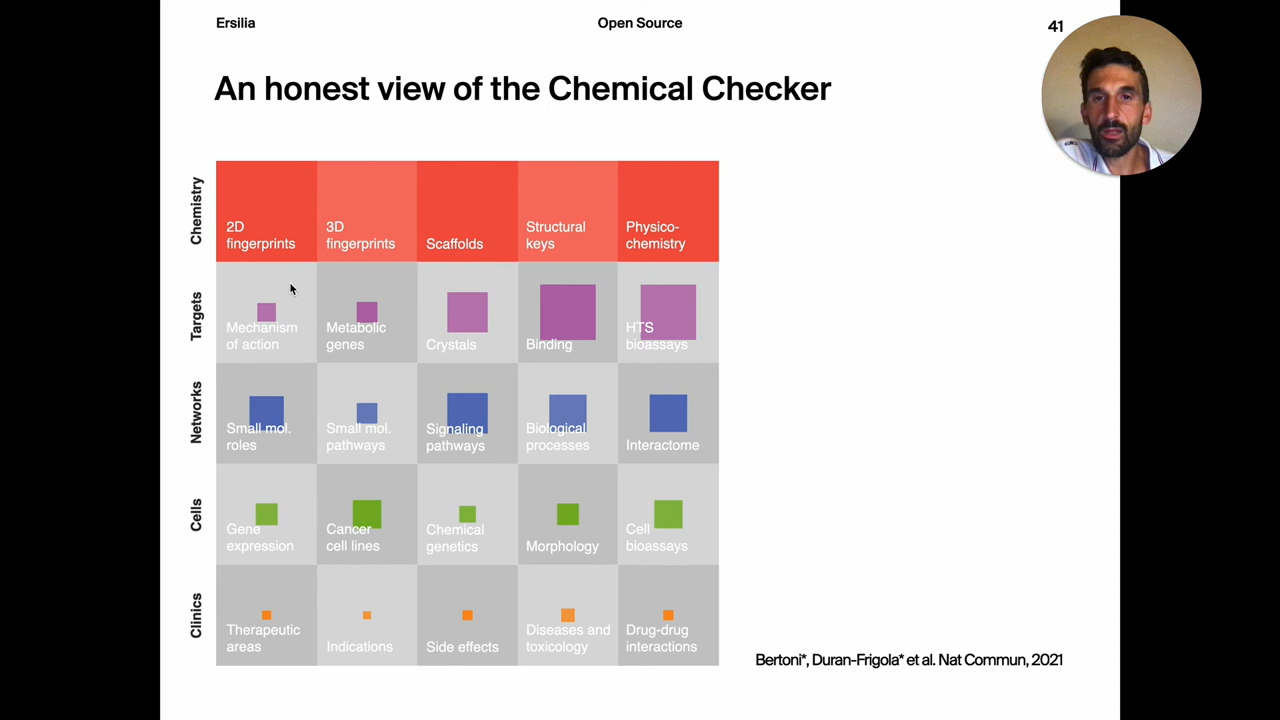 Ersilia
Open Source
41
An honest view of the Chemical Checker
Chemistry
2D
fingerprints
3D
fingerprints
Scaffolds
Structural
keys
Physico-
chemistry
Targets
Mechanism
of action
Metabolic
genes
Crystals
Binding
HTS
bioassays
Networks
Small mol.
roles
Small mol.
pathways
Signaling
pathways
Biological
processes
Interactome
Cells
Gene
expression
Cancer
cell lines
Chemical
genetics
Morphology
Cell
bioassays
Clinics
Therapeutic
areas
Indications
Side effects
Diseases and
toxicology
Drug-drug
interactions
Bertoni*, Duran-Frigola* et al. Nat Commun, 2021